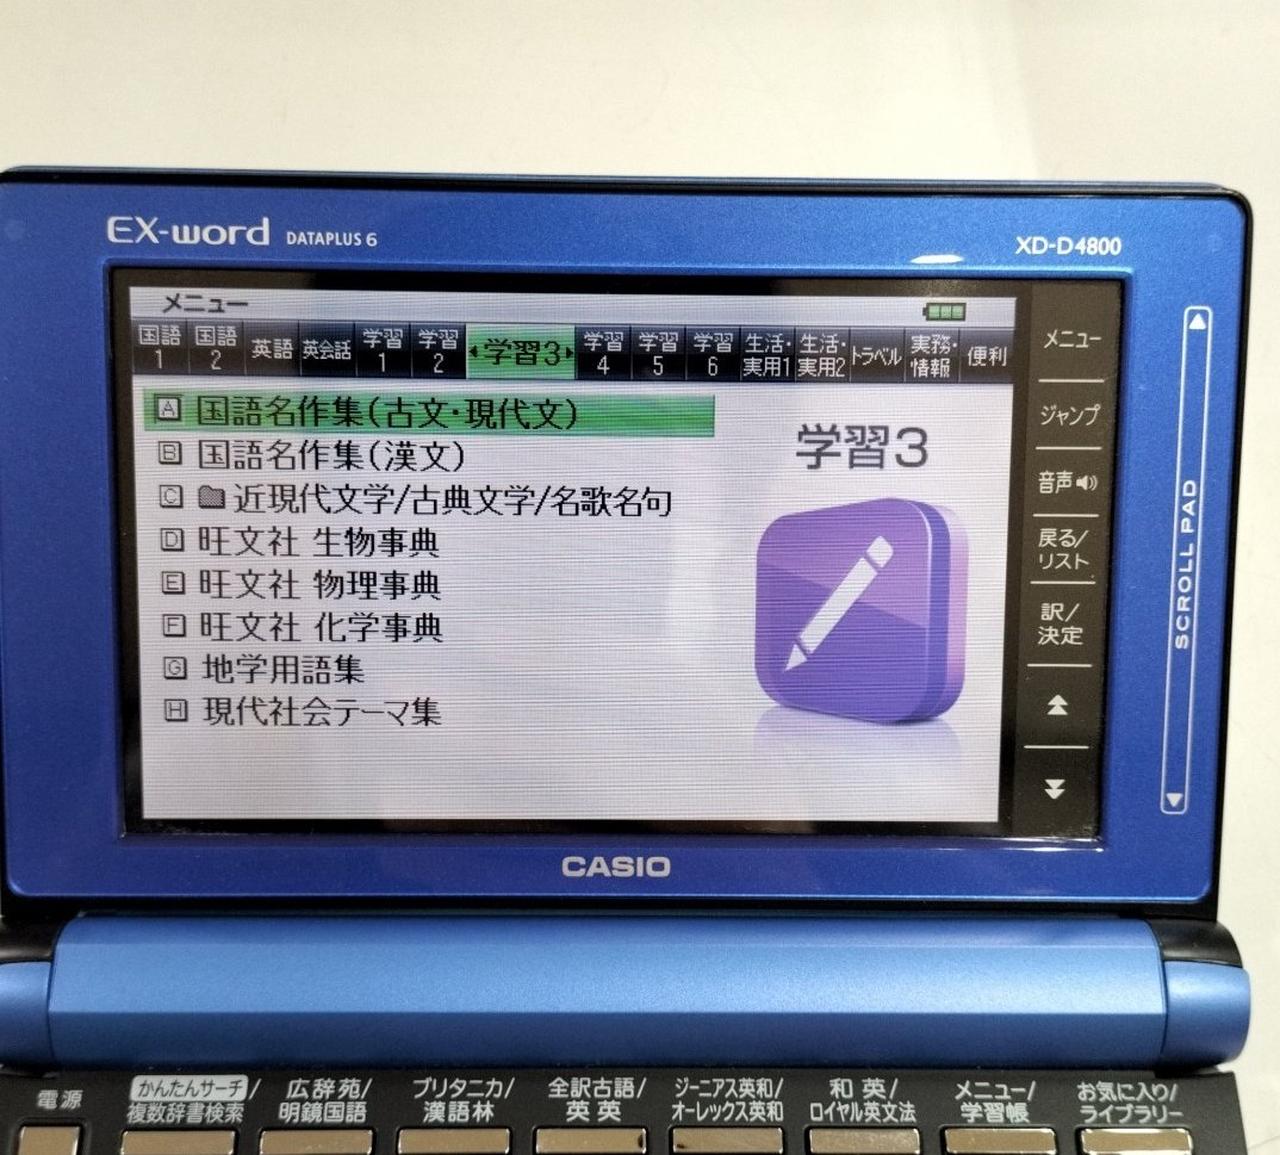 EX-word DATAPLUS 6
XD-D4800
メニュー
国語1 国語2 英語 英会話 学習1 学習2 学習3 学習4 学習5 学習6 生活・実用1 生活・実用2 トラベル 実務・情報 便利
A 国語名作集(古文・現代文)
B 国語名作集(漢文)
C 近現代文学/古典文学/名歌名句
D 旺文社 生物事典
E 旺文社 物理事典
F 旺文社 化学事典
G 地学用語集
H 現代社会テーマ集
学習3
メニュー
ジャンプ
音声
戻る/
リスト
訳/
決定
SCROLL PAD
CASIO
電源
かんたんサーチ/
複数辞書検索
広辞苑/
明鏡国語
ブリタニカ/
漢語林
全訳古語/
英英
ジーニアス英和/
オーレックス英和
和英/
ロイヤル英文法
メニュー/
学習帳
お気に入り/
ライブラリー